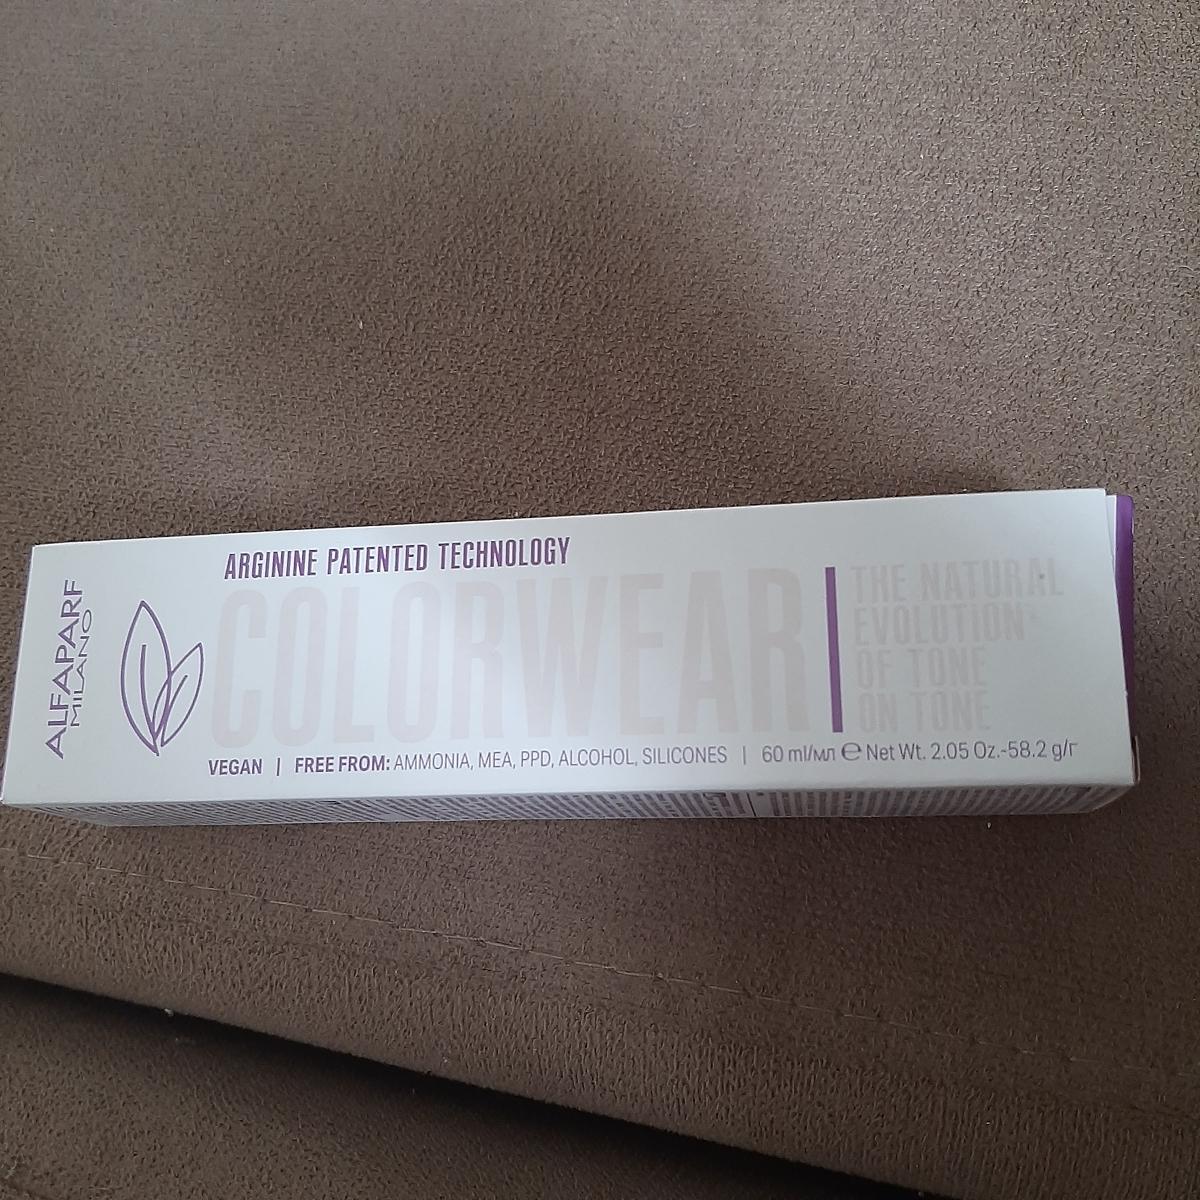 ALFAPARF
MILANO
ARGININE PATENTED TECHNOLOGY
COLORWEAR
THE NATURAL
EVOLUTION
OF TONE
ON TONE
VEGAN | FREE FROM: AMMONIA, MEA, PPD, ALCOHOL, SILICONES | 60 ml/мл ℮ Net Wt. 2.05 Oz.-58.2 g/г